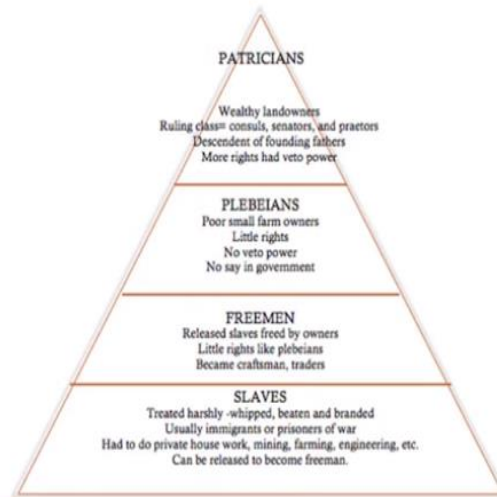 PATRICIANS
Wealthy landowners
Ruling class= consuls, senators, and praetors
Descendent of founding fathers
More rights had veto power
PLEBEIANS
Poor small farm owners
Little rights
No veto power
No say in government
FREEMEN
Released slaves freed by owners
Little rights like plebeians
Became craftsman, traders
SLAVES
Treated harshly -whipped, beaten and branded
Usually immigrants or prisoners of war
Had to do private house work, mining, farming, engineering, etc.
Can be released to become freeman.